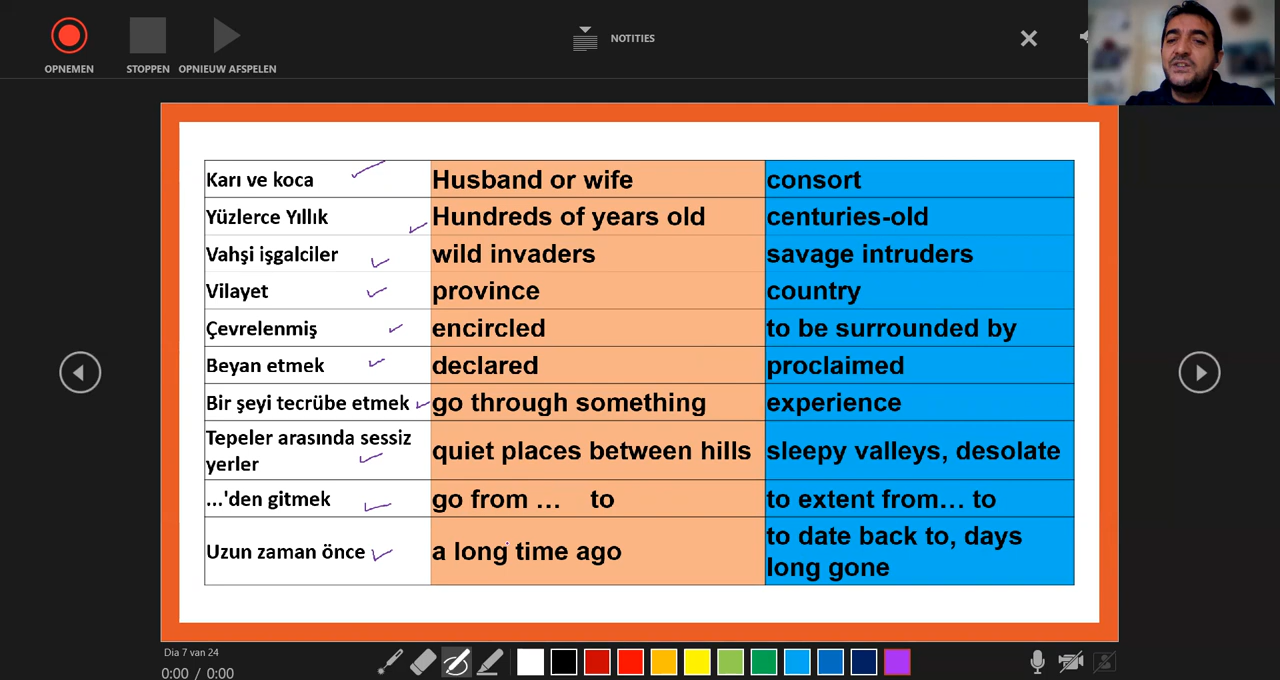 OPNEMEN
STOPPEN
OPNIEUW AFSPELEN
NOTITIES
Karı ve koca
Husband or wife
consort
Yüzlerce Yıllık
Hundreds of years old
centuries-old
Vahşi işgalciler
wild invaders
savage intruders
Vilayet
province
country
Çevrelenmiş
encircled
to be surrounded by
Beyan etmek
declared
proclaimed
Bir şeyi tecrübe etmek
go through something
experience
Tepeler arasında sessiz
yerler
quiet places between hills
sleepy valleys, desolate
...'den gitmek
go from … to
to extent from… to
Uzun zaman önce
a long time ago
to date back to, days
long gone
Dia 7 van 24
0:00 / 0:00